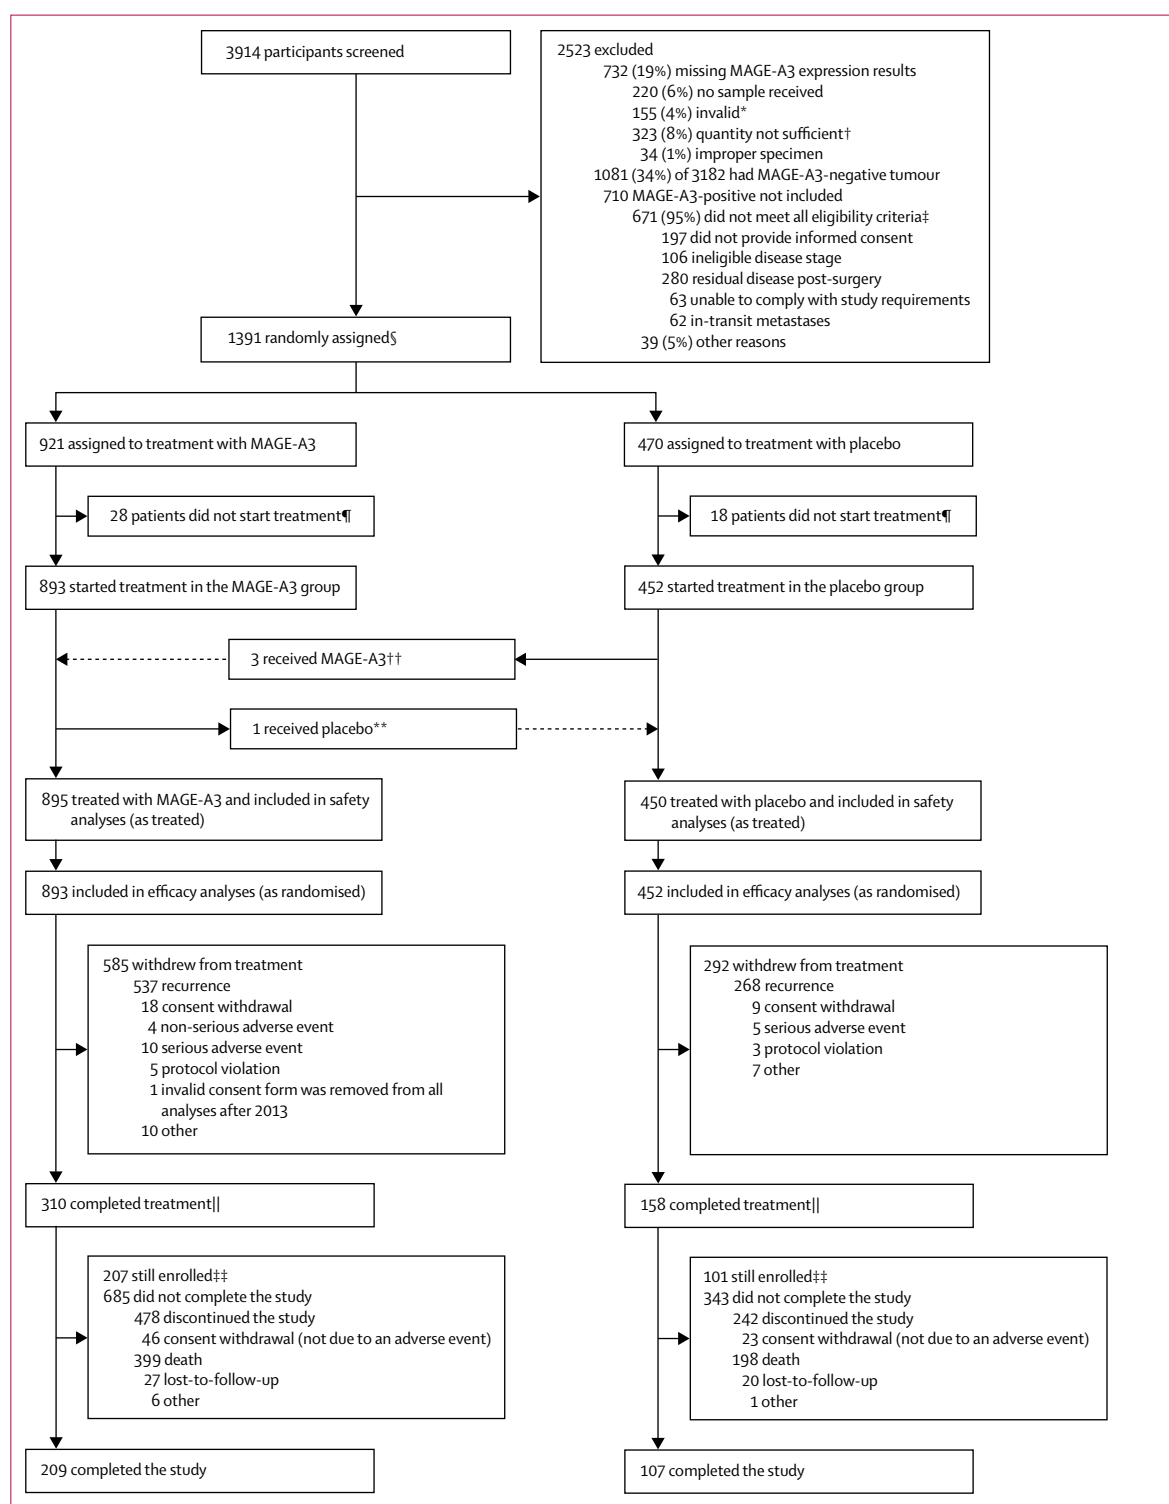 3914 participants screened
2523 excluded
732 (19%) missing MAGE-A3 expression results
220 (6%) no sample received
155 (4%) invalid*
323 (8%) quantity not sufficient†
34 (1%) improper specimen
1081 (34%) of 3182 had MAGE-A3-negative tumour
710 MAGE-A3-positive not included
671 (95%) did not meet all eligibility criteria‡
197 did not provide informed consent
106 ineligible disease stage
280 residual disease post-surgery
63 unable to comply with study requirements
62 in-transit metastases
39 (5%) other reasons
1391 randomly assigned§
921 assigned to treatment with MAGE-A3
470 assigned to treatment with placebo
28 patients did not start treatment¶
18 patients did not start treatment¶
893 started treatment in the MAGE-A3 group
452 started treatment in the placebo group
3 received MAGE-A3††
1 received placebo**
895 treated with MAGE-A3 and included in safety
analyses (as treated)
450 treated with placebo and included in safety
analyses (as treated)
893 included in efficacy analyses (as randomised)
452 included in efficacy analyses (as randomised)
585 withdrew from treatment
537 recurrence
18 consent withdrawal
4 non-serious adverse event
10 serious adverse event
5 protocol violation
1 invalid consent form was removed from all
analyses after 2013
10 other
292 withdrew from treatment
268 recurrence
9 consent withdrawal
5 serious adverse event
3 protocol violation
7 other
310 completed treatment||
158 completed treatment||
207 still enrolled‡‡
685 did not complete the study
478 discontinued the study
46 consent withdrawal (not due to an adverse event)
399 death
27 lost-to-follow-up
6 other
101 still enrolled‡‡
343 did not complete the study
242 discontinued the study
23 consent withdrawal (not due to an adverse event)
198 death
20 lost-to-follow-up
1 other
209 completed the study
107 completed the study